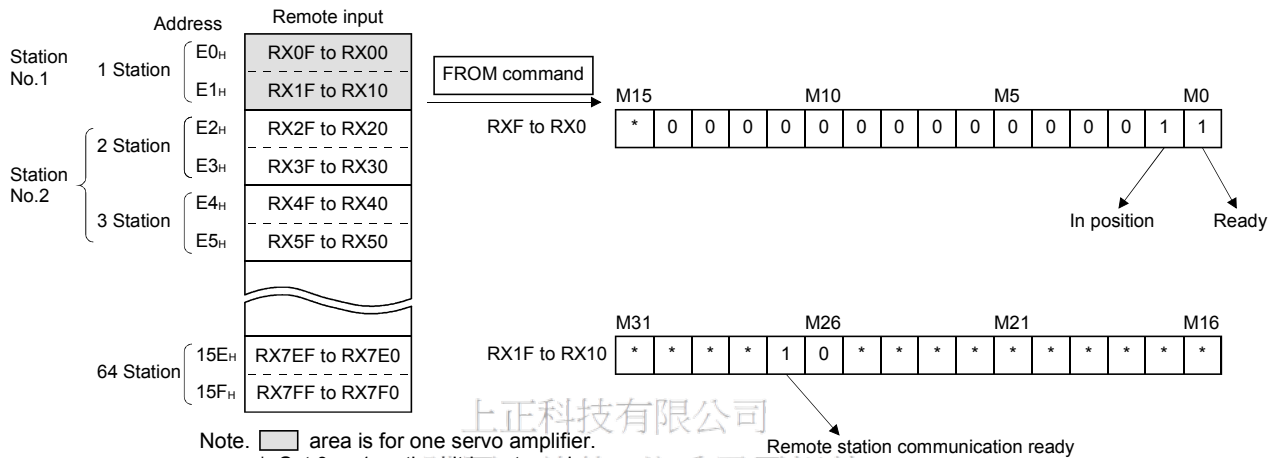 Address Remote input
Station No.1
1 Station
E0H RX0F to RX00
E1H RX1F to RX10
Station No.2
2 Station
E2H RX2F to RX20
E3H RX3F to RX30
3 Station
E4H RX4F to RX40
E5H RX5F to RX50
64 Station
15EH RX7EF to RX7E0
15FH RX7FF to RX7F0
FROM command
M15 M10 M5 M0
RXF to RX0 * 0 0 0 0 0 0 0 0 0 0 0 0 0 1 1
In position Ready
M31 M26 M21 M16
RX1F to RX10 * * * * 1 0 * * * * * * * * * *
Remote station communication ready
上正科技有限公司
Note. area is for one servo amplifier.